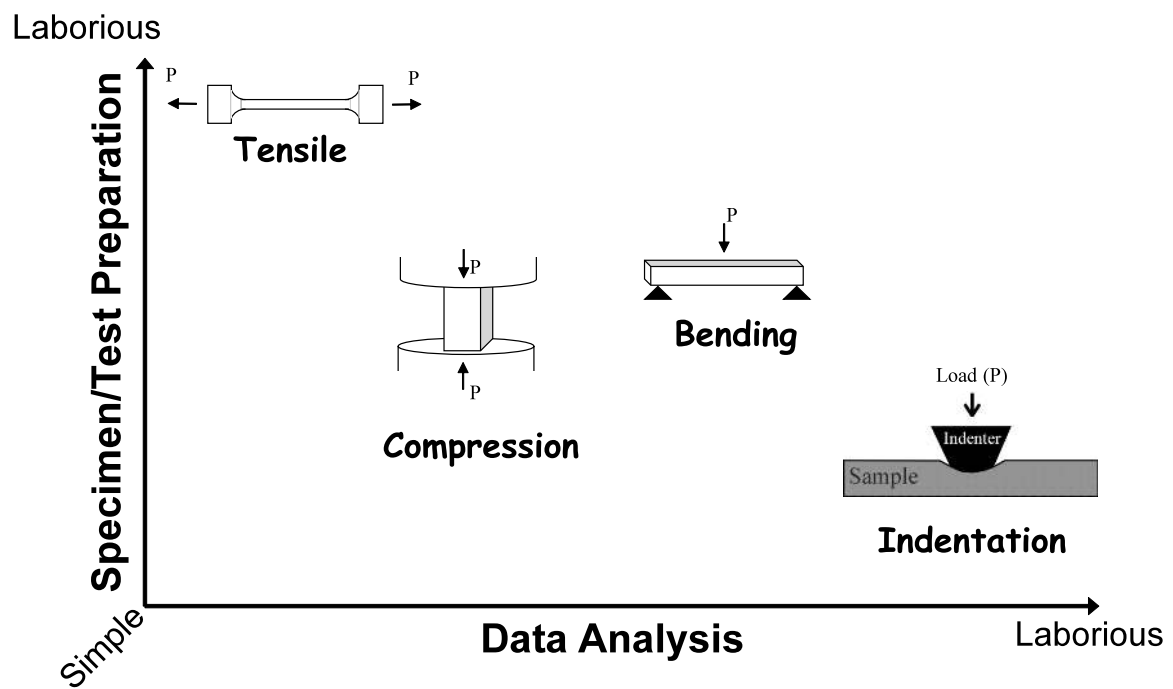 Laborious
Specimen/Test Preparation
P
P
Tensile
P
P
Compression
P
Bending
Load (P)
Indenter
Sample
Indentation
Simple
Data Analysis
Laborious